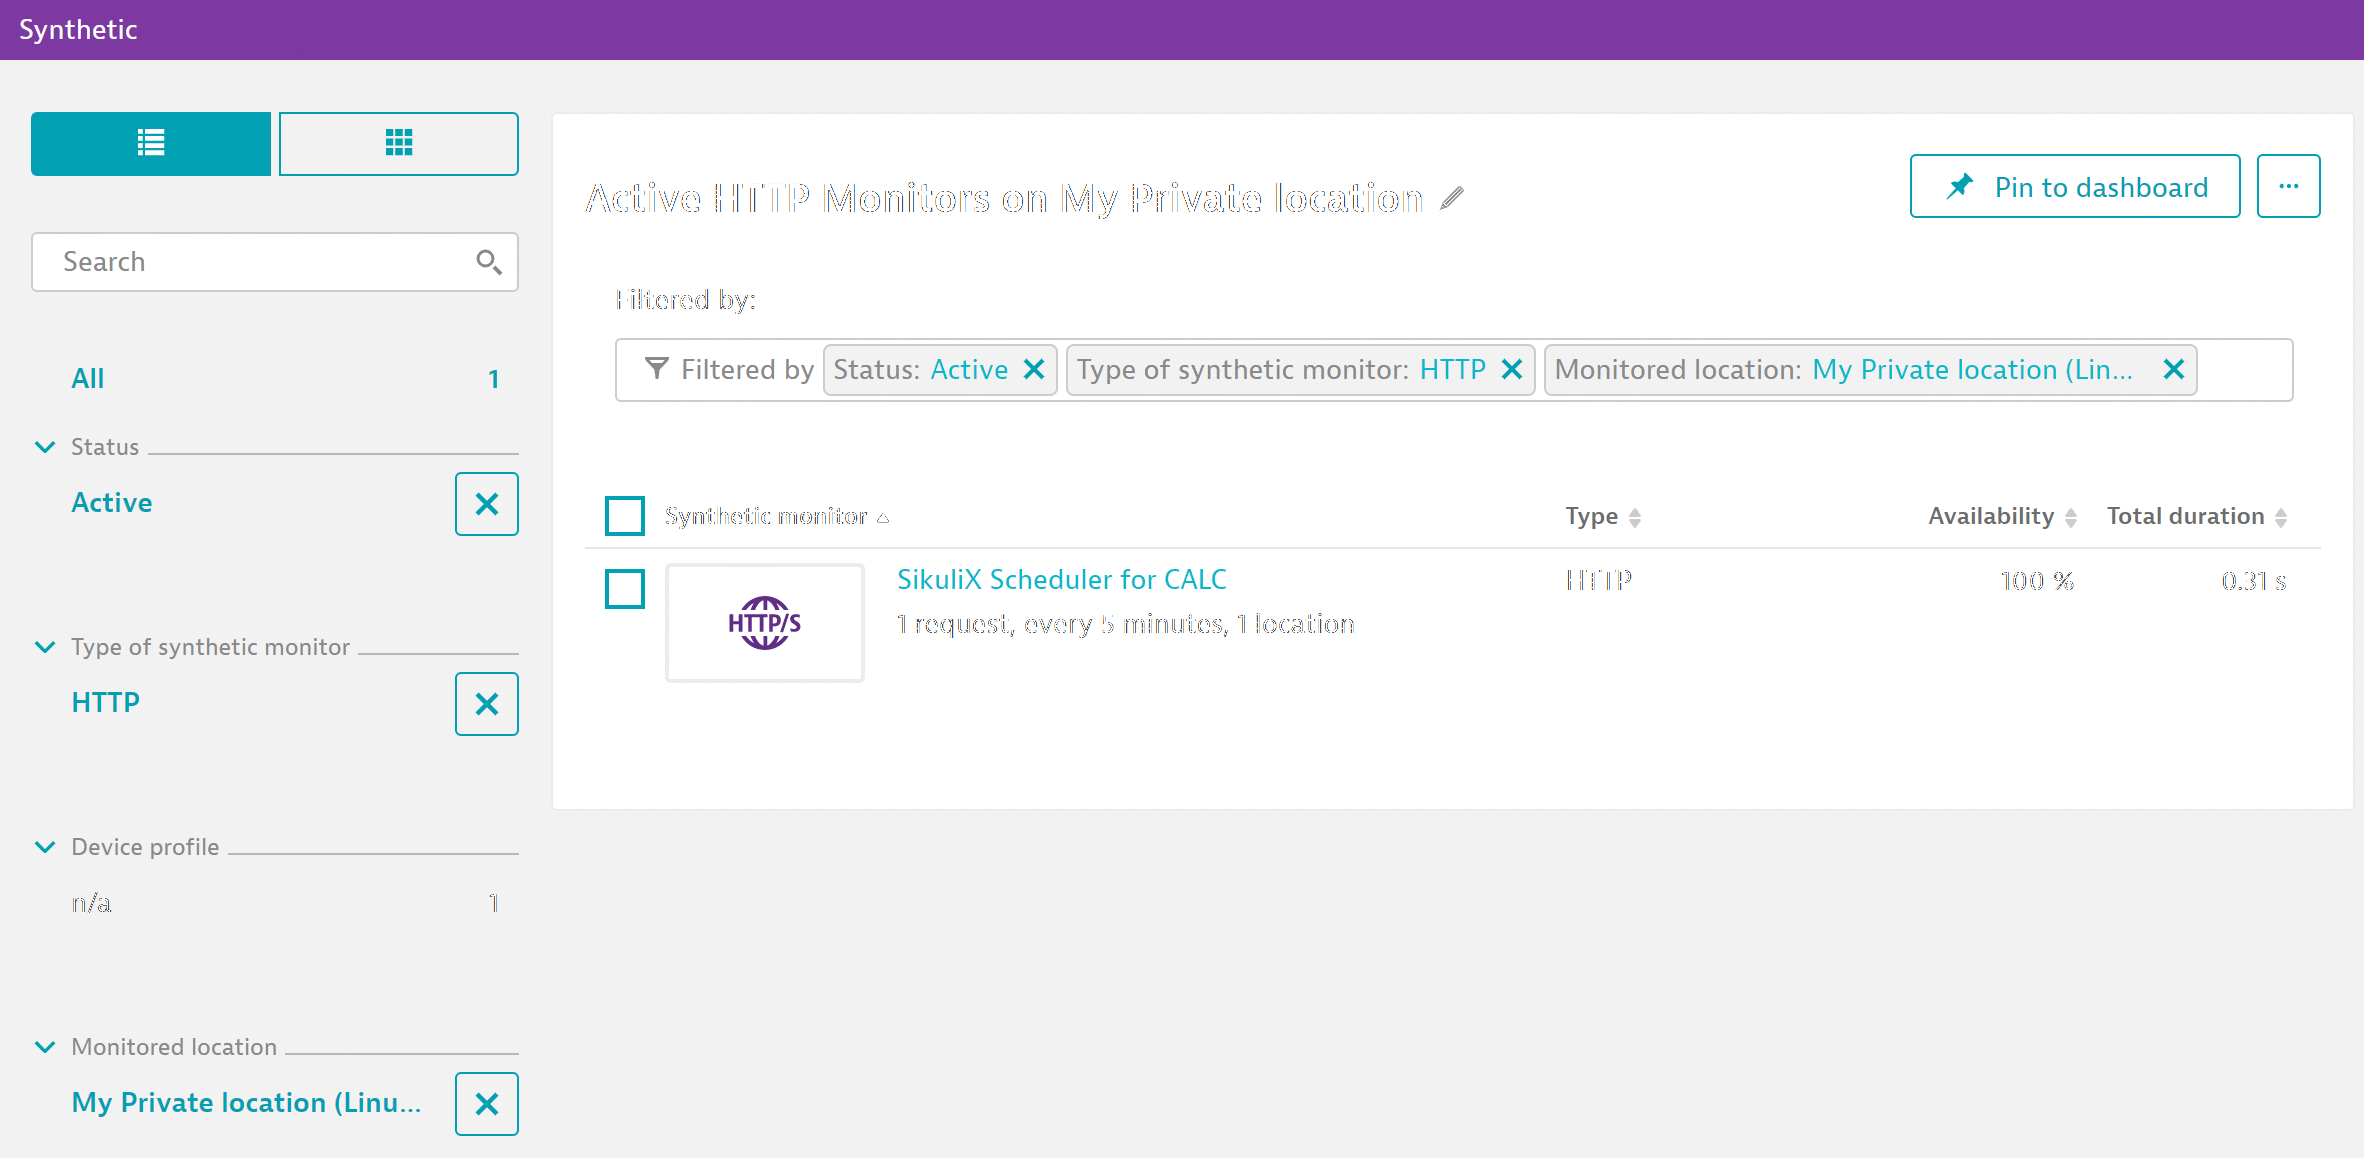 Synthetic
Search
All 1
Status
Active
Type of synthetic monitor
HTTP
Device profile
n/a 1
Monitored location
My Private location (Linu...
Active HTTP Monitors on My Private location
Pin to dashboard ...
Filtered by:
Filtered by Status: Active Type of synthetic monitor: HTTP Monitored location: My Private location (Lin...
Synthetic monitor Type Availability Total duration
HTTP/S
SikuliX Scheduler for CALC HTTP 100 % 0.31 s
1 request, every 5 minutes, 1 location